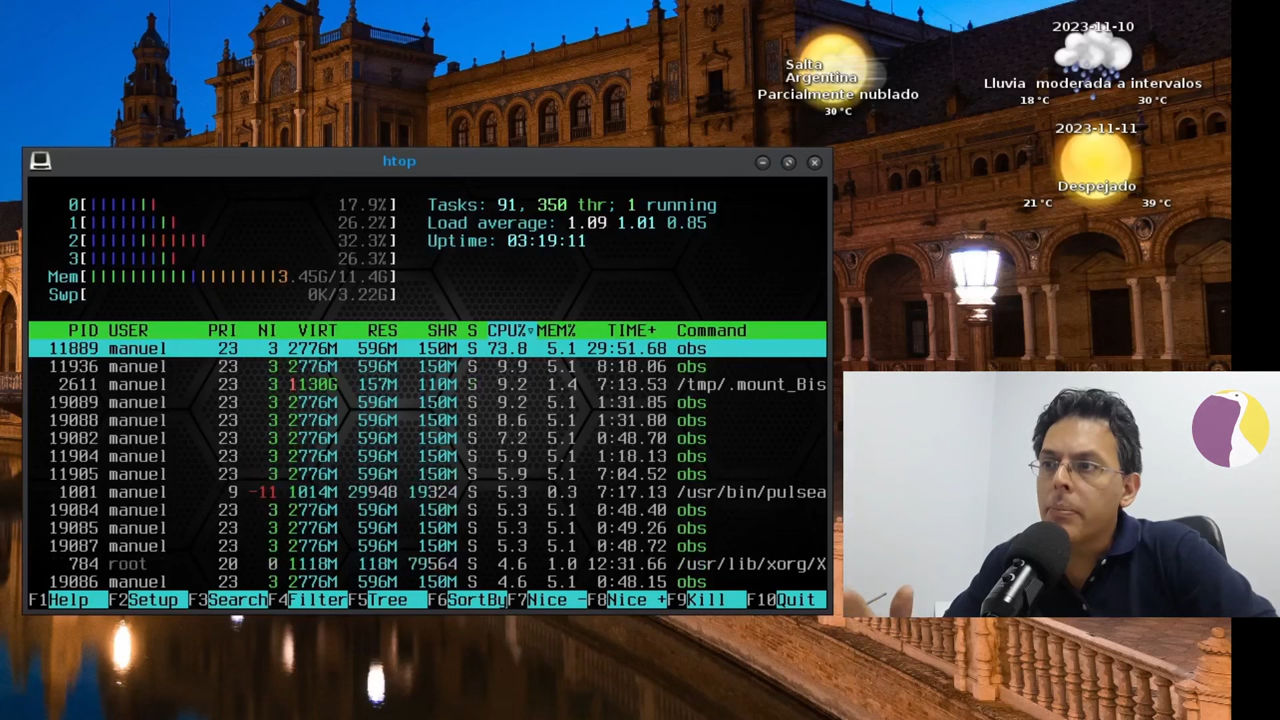 Salta
Argentina
Parcialmente nublado
30 °C
2023-11-10
Lluvia moderada a intervalos
18 °C 30 °C
2023-11-11
Despejado
21 °C 39 °C
htop
0[|||||||| 17.9%]
1[|||||||||| 26.2%]
2[|||||||||||||| 32.3%]
3[|||||||||| 26.3%]
Mem[||||||||||||||||||||||||3.45G/11.4G]
Swp[ 0K/3.22G]
Tasks: 91, 350 thr; 1 running
Load average: 1.09 1.01 0.85
Uptime: 03:19:11
PID USER PRI NI VIRT RES SHR S CPU%▽MEM% TIME+ Command
11889 manuel 23 3 2776M 596M 150M S 73.8 5.1 29:51.68 obs
11936 manuel 23 3 2776M 596M 150M S 9.9 5.1 8:18.06 obs
2611 manuel 23 3 1130G 157M 110M S 9.2 1.4 7:13.53 /tmp/.mount_Bis
19089 manuel 23 3 2776M 596M 150M S 9.2 5.1 1:31.85 obs
19088 manuel 23 3 2776M 596M 150M S 8.6 5.1 1:31.80 obs
19082 manuel 23 3 2776M 596M 150M S 7.2 5.1 0:48.70 obs
11904 manuel 23 3 2776M 596M 150M S 5.9 5.1 1:18.13 obs
11905 manuel 23 3 2776M 596M 150M S 5.9 5.1 7:04.52 obs
1001 manuel 9 -11 1014M 29948 19324 S 5.3 0.3 7:17.13 /usr/bin/pulsea
19084 manuel 23 3 2776M 596M 150M S 5.3 5.1 0:48.40 obs
19085 manuel 23 3 2776M 596M 150M S 5.3 5.1 0:49.26 obs
19087 manuel 23 3 2776M 596M 150M S 5.3 5.1 0:48.72 obs
784 root 20 0 1118M 118M 79564 S 4.6 1.0 12:31.66 /usr/lib/xorg/X
19086 manuel 23 3 2776M 596M 150M S 4.6 5.1 0:48.15 obs
F1Help F2Setup F3SearchF4FilterF5Tree F6SortByF7Nice -F8Nice +F9Kill F10Quit